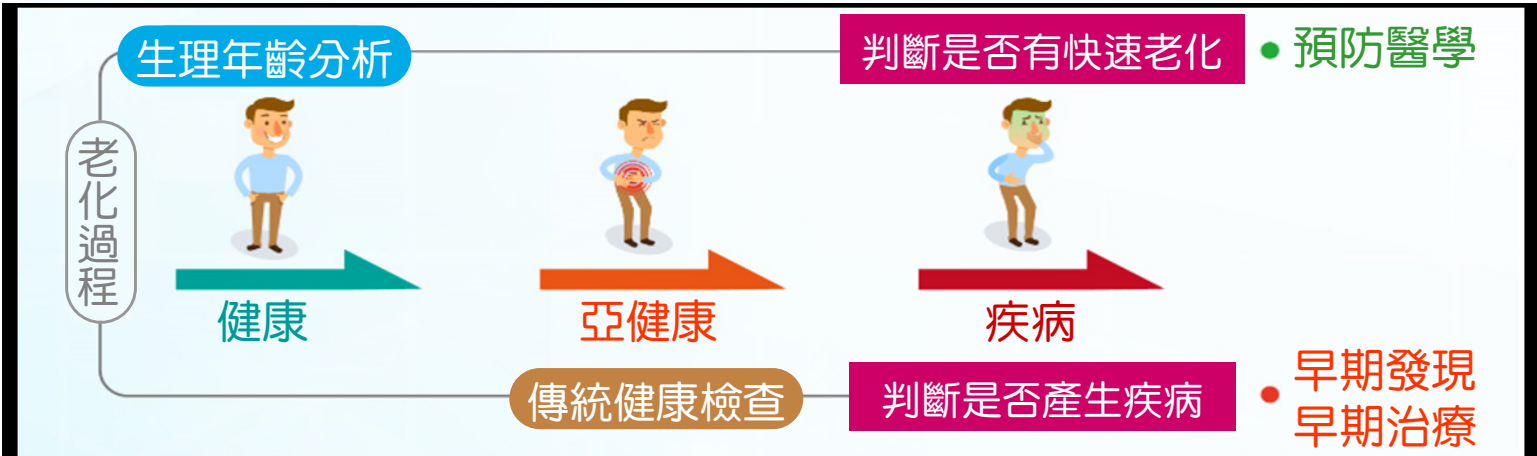 生理年齡分析
判斷是否有快速老化
• 預防醫學
老化過程
健康
亞健康
疾病
傳統健康檢查
判斷是否產生疾病
• 早期發現
早期治療